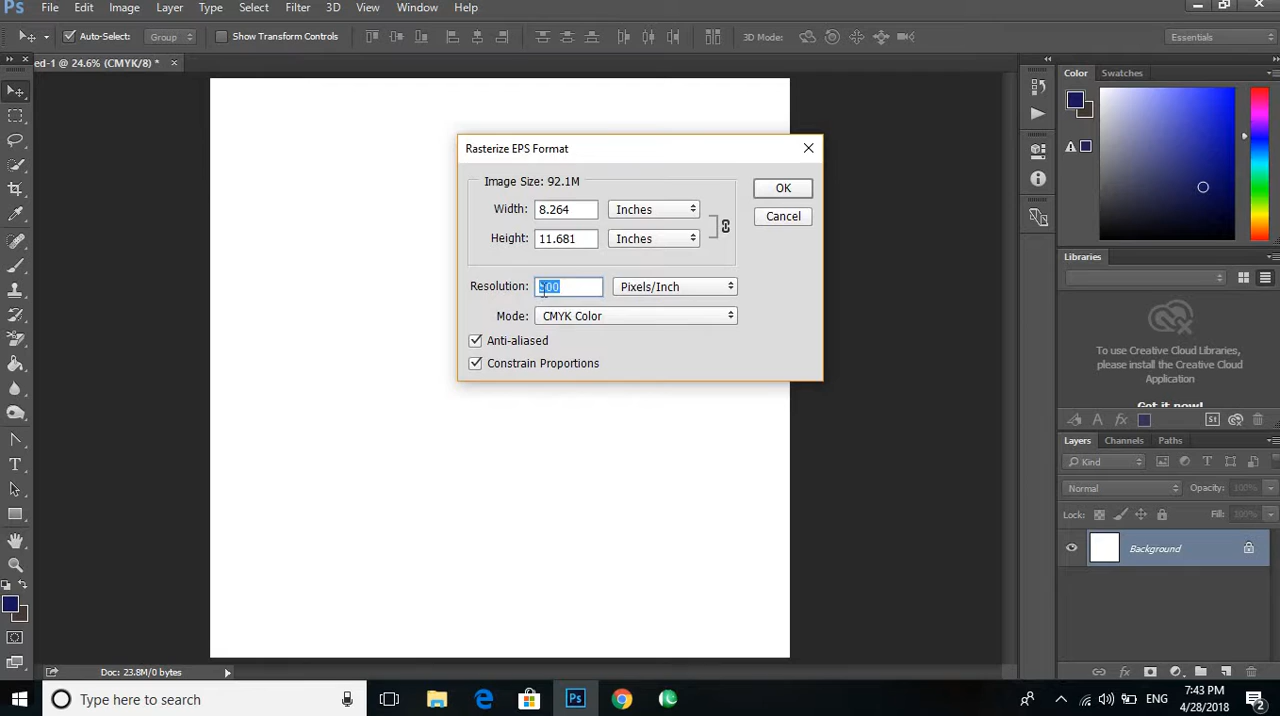 Ps File Edit Image Layer Type Select Filter 3D View Window Help
Auto-Select: Group Show Transform Controls 3D Mode: Essentials
ed-1 @ 24.6% (CMYK/8) *
Color Swatches
Rasterize EPS Format
Image Size: 92.1M
OK
Width: 8.264 Inches
Cancel
Height: 11.681 Inches
Libraries
Resolution: Pixels/Inch
Mode: CMYK Color
Anti-aliased
Constrain Proportions
To use Creative Cloud Libraries,
please install the Creative Cloud
Application
Got it now!
St
Layers Channels Paths
Kind
Normal Opacity: 100%
Lock: Fill: 100%
Background
Doc: 23.8M/0 bytes
Type here to search
Ps
ENG
7:43 PM
4/28/2018
2